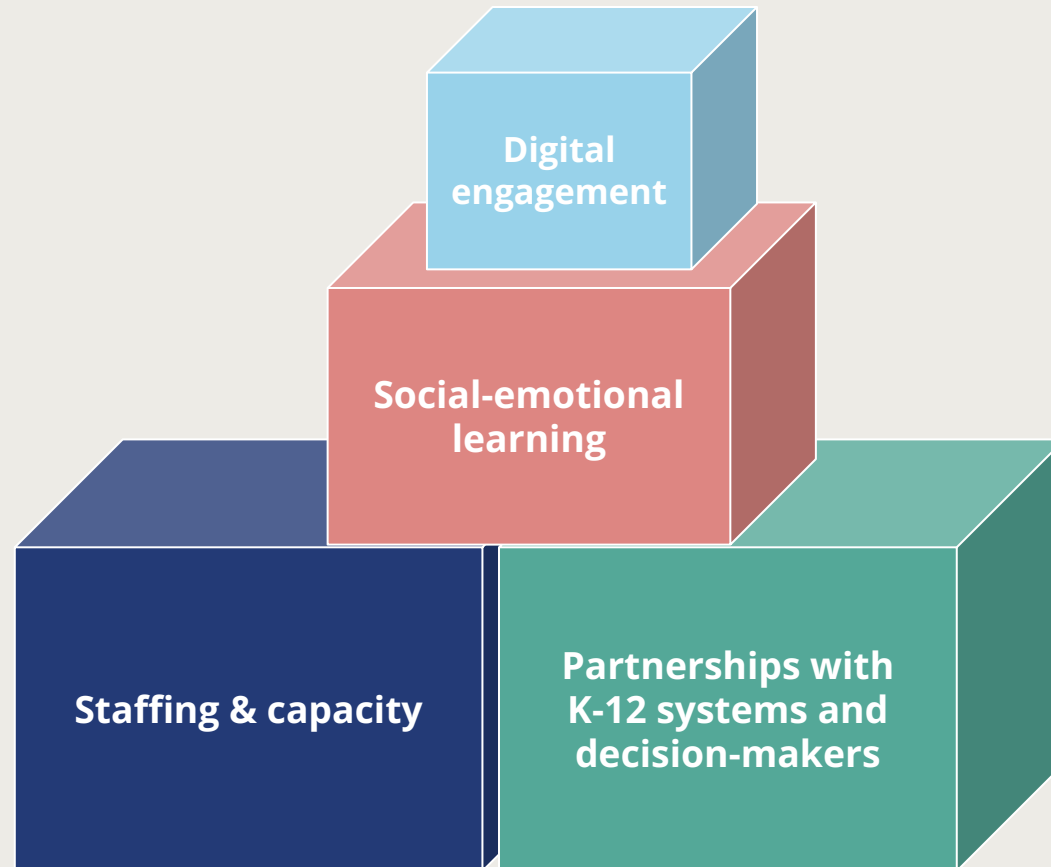 Digital
engagement
Social-emotional
learning
Staffing & capacity
Partnerships with
K-12 systems and
decision-makers